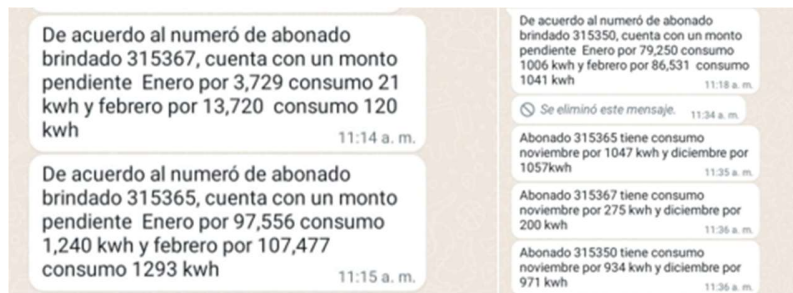 De acuerdo al numeró de abonado
brindado 315367, cuenta con un monto
pendiente  Enero por 3,729 consumo 21
kwh y febrero por 13,720  consumo 120
kwh
11:14 a. m.
De acuerdo al numeró de abonado
brindado 315365, cuenta con un monto
pendiente  Enero por 97,556 consumo
1,240 kwh y febrero por 107,477
consumo 1293 kwh
11:15 a. m.
De acuerdo al numeró de abonado
brindado 315350, cuenta con un monto
pendiente  Enero por 79,250 consumo
1006 kwh y febrero por 86,531  consumo
1041 kwh
11:18 a. m.
Se eliminó este mensaje.
11:34 a. m.
Abonado 315365 tiene consumo
noviembre por 1047 kwh y diciembre por
1057kwh
11:35 a. m.
Abonado 315367 tiene consumo
noviembre por 275 kwh y diciembre por
200 kwh
11:36 a. m.
Abonado 315350 tiene consumo
noviembre por 934 kwh y diciembre por
971 kwh
11:36 a. m.